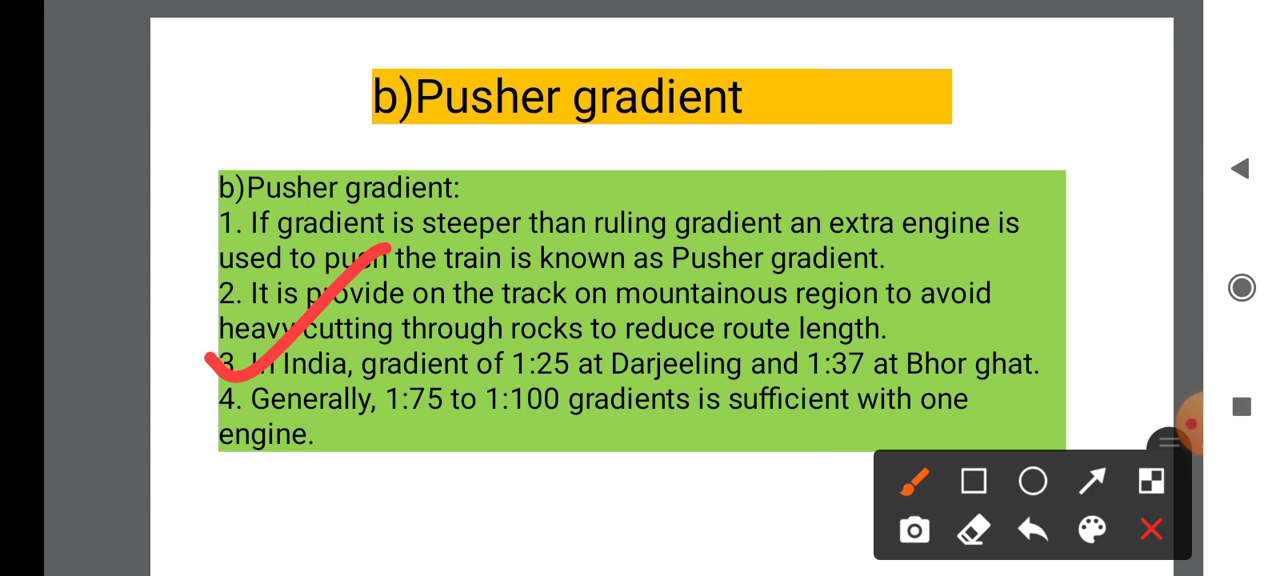 b)Pusher gradient
b)Pusher gradient:
1. If gradient is steeper than ruling gradient an extra engine is
used to push the train is known as Pusher gradient.
2. It is provide on the track on mountainous region to avoid
heavy cutting through rocks to reduce route length.
3. In India, gradient of 1:25 at Darjeeling and 1:37 at Bhor ghat.
4. Generally, 1:75 to 1:100 gradients is sufficient with one
engine.